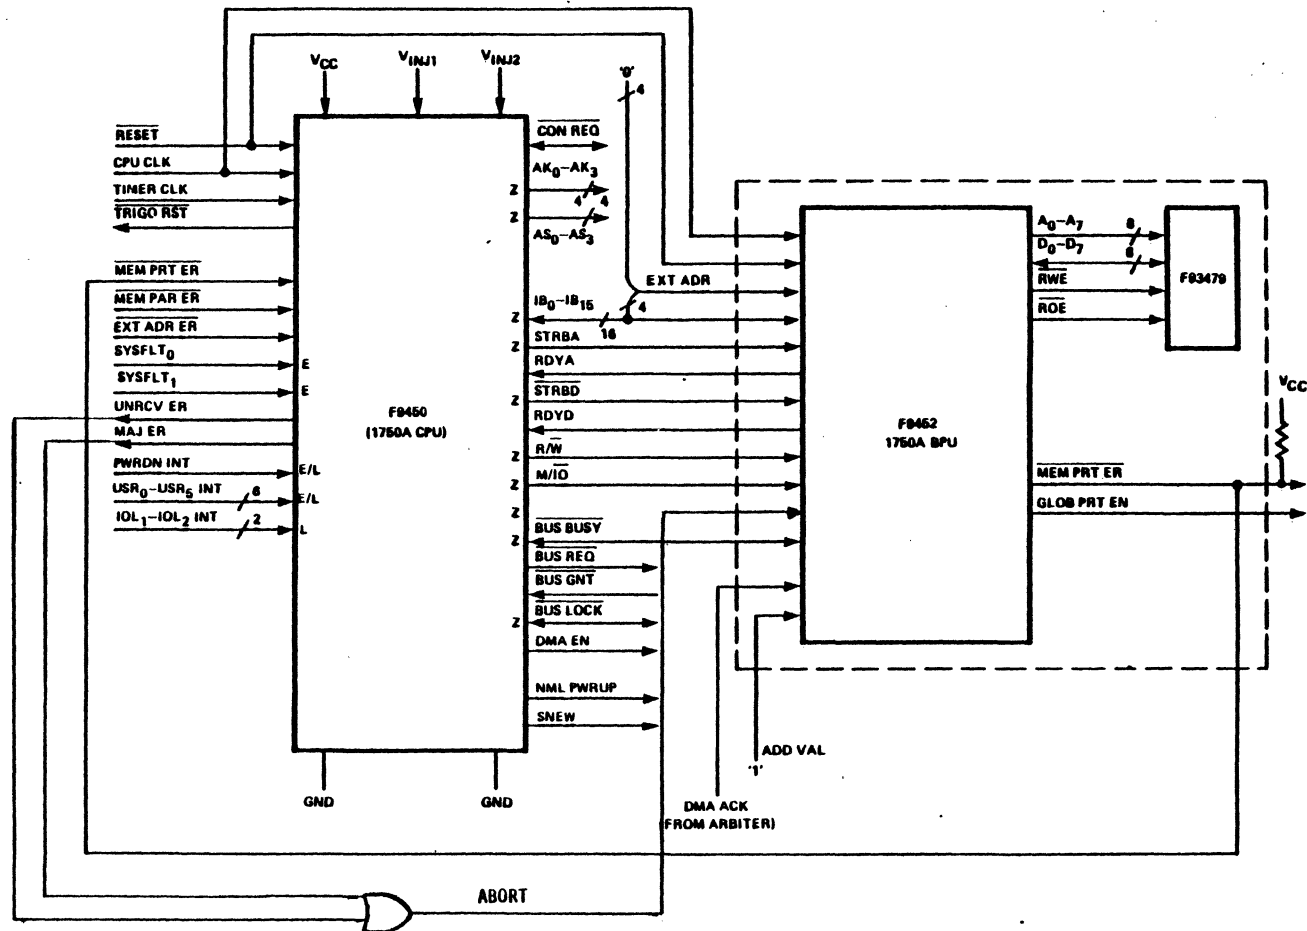 VCC
VINJ1
VINJ2
'0'
4
RESET
CPU CLK
TIMER CLK
TRIGO RST
MEM PRT ER
MEM PAR ER
EXT ADR ER
SYSFLT0
SYSFLT1
UNRCV ER
MAJ ER
PWRDN INT
USR0–USR5 INT
6
IOL1–IOL2 INT
2
E
E
E/L
E/L
L
F9450
(1750A CPU)
Z
Z
Z
Z
Z
Z
Z
Z
Z
Z
CON REQ
AK0–AK3
4
4
AS0–AS3
EXT ADR
IB0–IB15
4
16
STRBA
RDYA
STRBD
RDYD
R/W
M/IO
BUS BUSY
BUS REQ
BUS GNT
BUS LOCK
DMA EN
NML PWRUP
SNEW
GND
GND
F9452
1750A BPU
A0–A7
8
D0–D7
8
RWE
ROE
F93479
VCC
MEM PRT ER
GLOB PRT EN
ADD VAL
'1'
DMA ACK
(FROM ARBITER)
ABORT